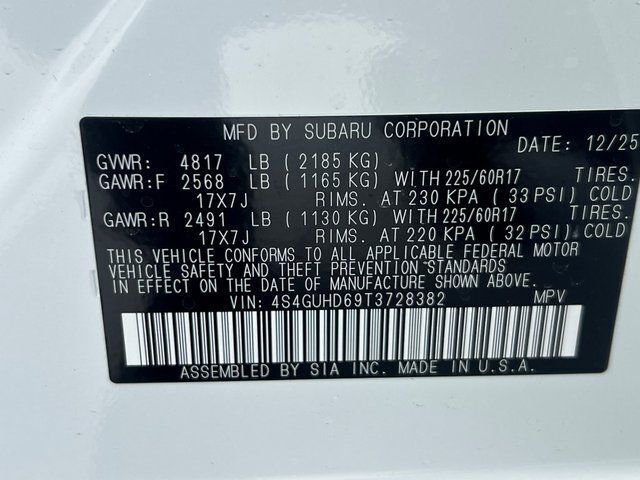 MFD BY SUBARU CORPORATION
DATE: 12/25
GVWR: 4817 LB ( 2185 KG)
GAWR:F 2568 LB ( 1165 KG) WITH 225/60R17 TIRES.
17X7J RIMS. AT 230 KPA ( 33 PSI) COLD
GAWR:R 2491 LB ( 1130 KG) WITH 225/60R17 TIRES.
17X7J RIMS. AT 220 KPA ( 32 PSI) COLD
THIS VEHICLE CONFORMS TO ALL APPLICABLE FEDERAL MOTOR
VEHICLE SAFETY AND THEFT PREVENTION STANDARDS
IN EFFECT ON THE DATE OF MANUFACTURE SHOWN ABOVE.
VIN: 4S4GUHD69T3728382 MPV
ASSEMBLED BY SIA INC. MADE IN U.S.A.